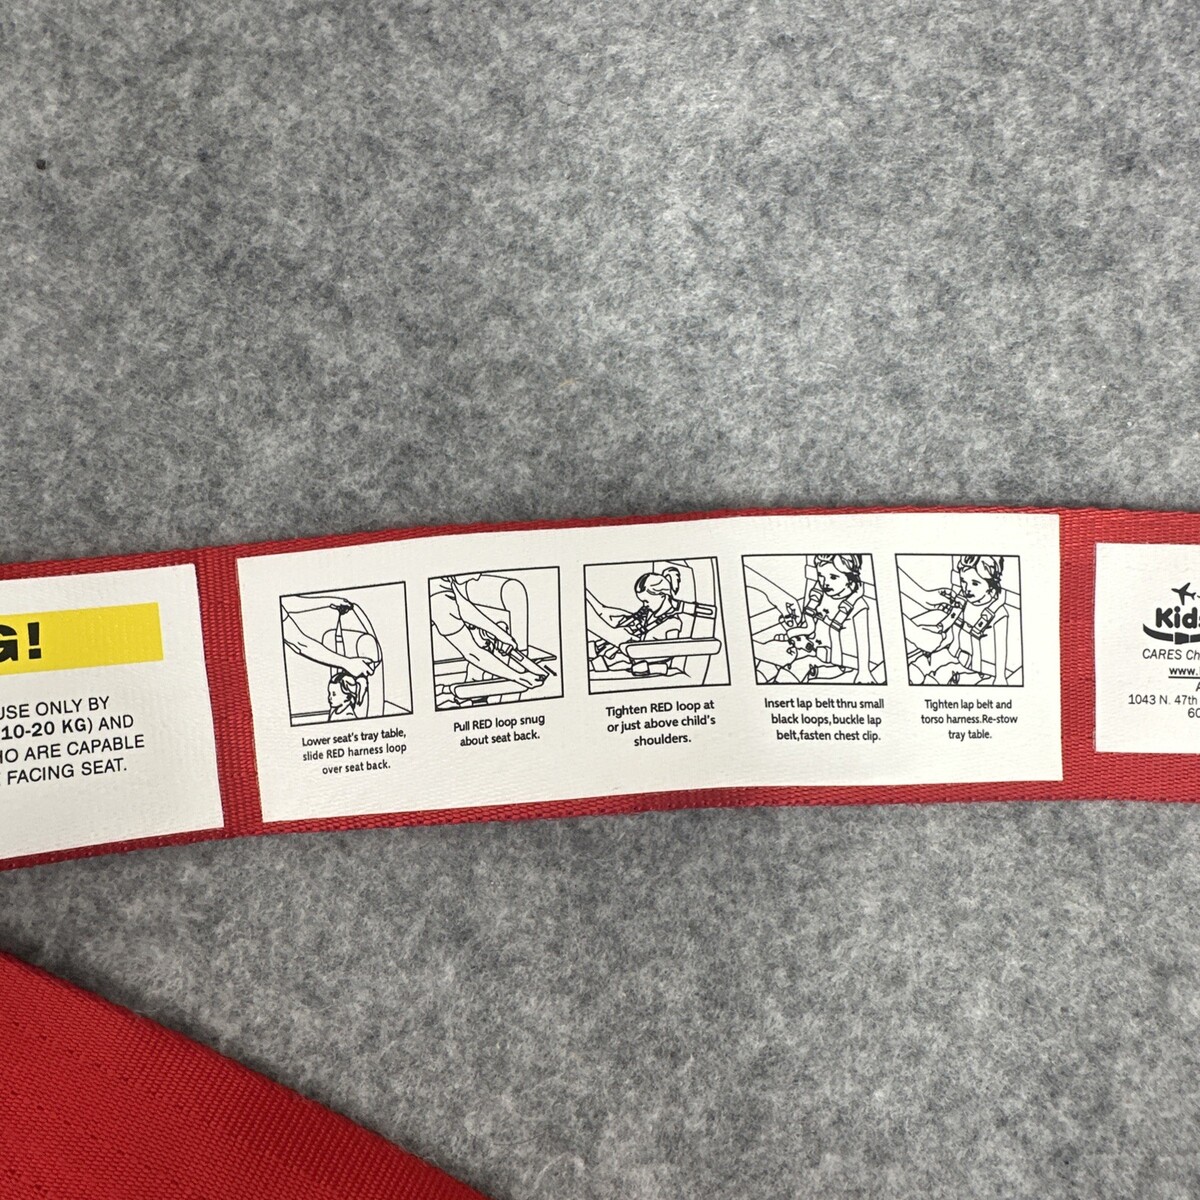 G!
USE ONLY BY
10-20 KG) AND
HO ARE CAPABLE
FACING SEAT.
Lower seat's tray table,
slide RED harness loop
over seat back.
Pull RED loop snug
about seat back.
Tighten RED loop at
or just above child's
shoulders.
Insert lap belt thru small
black loops,buckle lap
belt,fasten chest clip.
Tighten lap belt and
torso harness.Re-stow
tray table.
Kids
CARES Ch
www.
1043 N. 47th
60